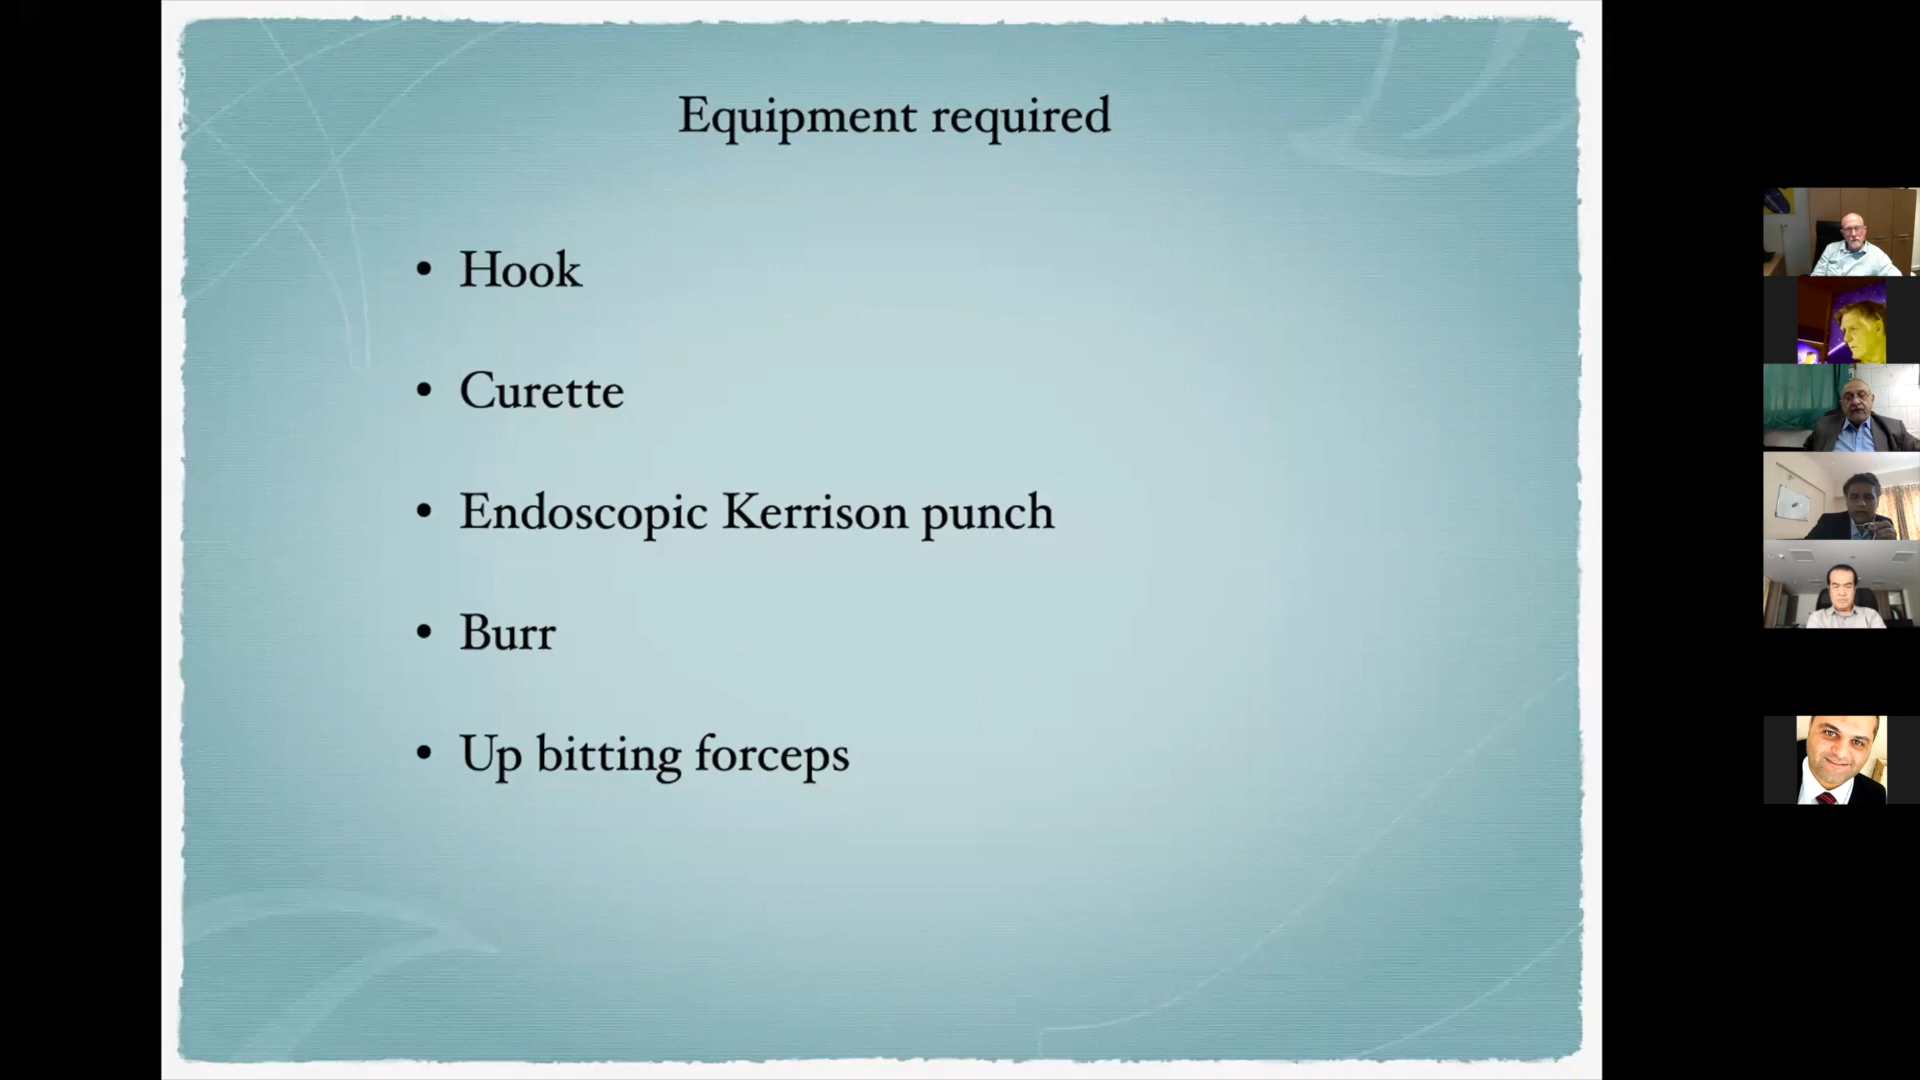 Equipment required
• Hook
• Curette
• Endoscopic Kerrison punch
• Burr
• Up bitting forceps